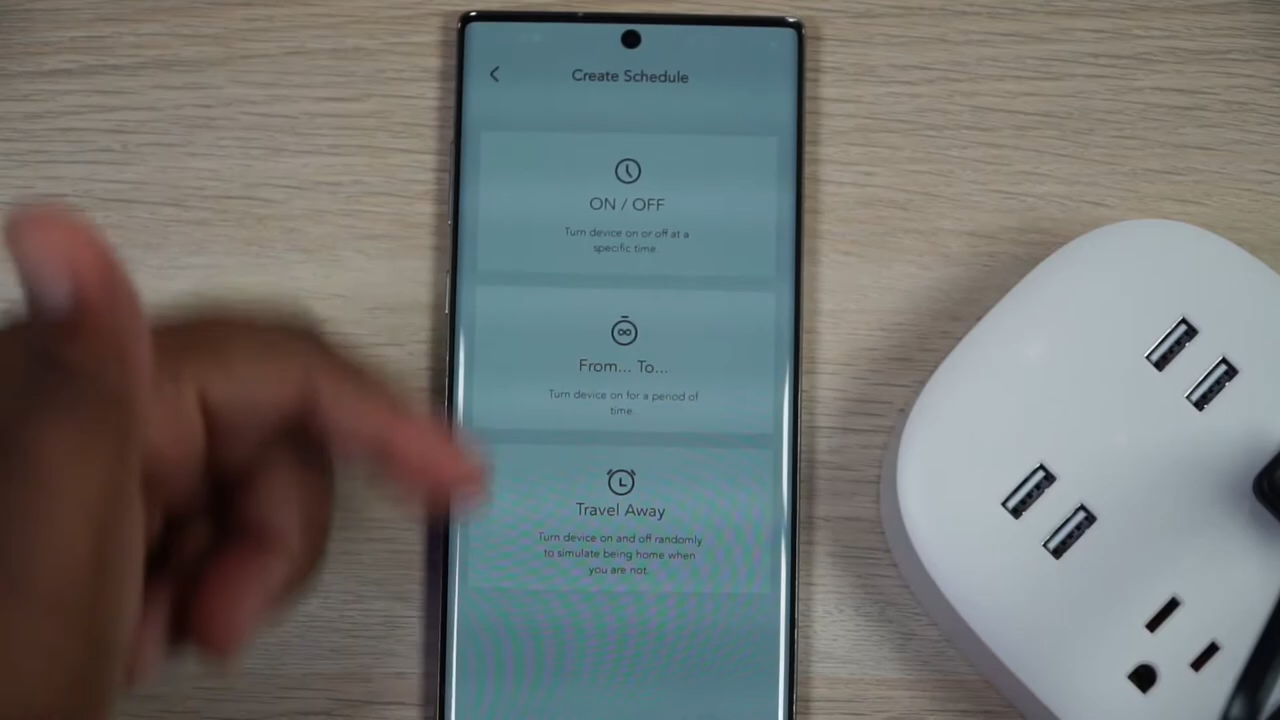 Create Schedule
ON / OFF
Turn device on or off at a
specific time.
From... To...
Turn device on for a period of
time.
Travel Away
Turn device on and off randomly
to simulate being home when
you are not.